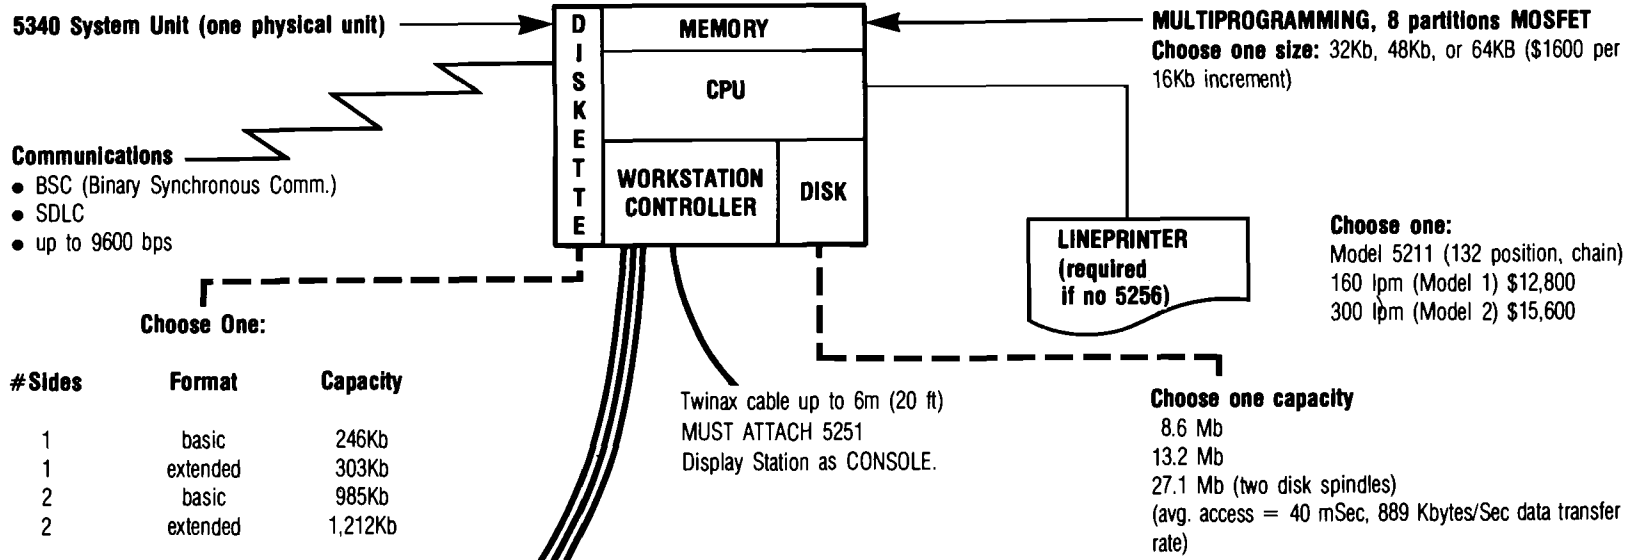 5340 System Unit (one physical unit)
DISKETTE
MEMORY
CPU
WORKSTATION
CONTROLLER
DISK
MULTIPROGRAMMING, 8 partitions MOSFET
Choose one size: 32Kb, 48Kb, or 64KB ($1600 per
16Kb increment)
Communications
● BSC (Binary Synchronous Comm.)
● SDLC
● up to 9600 bps
LINEPRINTER
(required
if no 5256)
Choose one:
Model 5211 (132 position, chain)
160 lpm (Model 1) $12,800
300 lpm (Model 2) $15,600
Choose One:
#Sides Format Capacity
1 basic 246Kb
1 extended 303Kb
2 basic 985Kb
2 extended 1,212Kb
Twinax cable up to 6m (20 ft)
MUST ATTACH 5251
Display Station as CONSOLE.
Choose one capacity
8.6 Mb
13.2 Mb
27.1 Mb (two disk spindles)
(avg. access = 40 mSec, 889 Kbytes/Sec data transfer
rate)